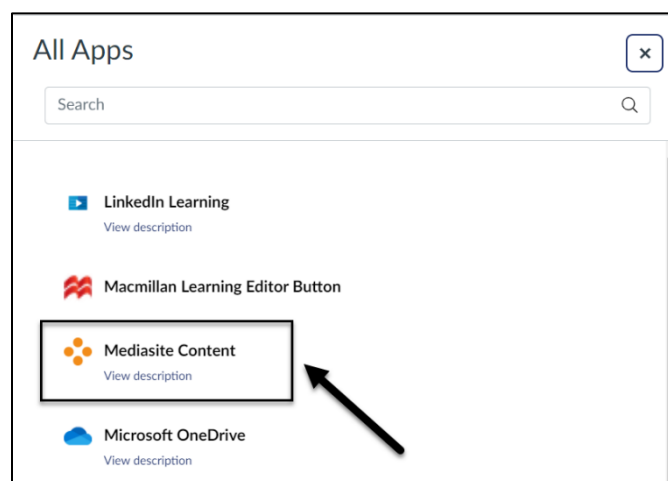 All Apps
Search
LinkedIn Learning
View description
Macmillan Learning Editor Button
Mediasite Content
View description
Microsoft OneDrive
View description